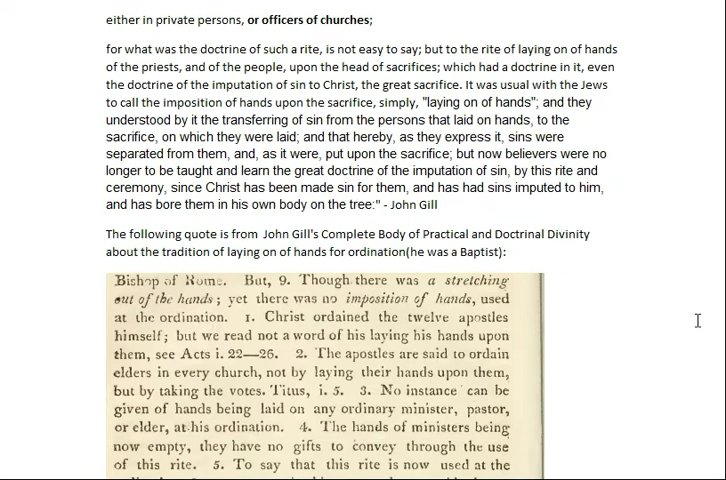 either in private persons, or officers of churches;
for what was the doctrine of such a rite, is not easy to say; but to the rite of laying on of hands
of the priests, and of the people, upon the head of sacrifices; which had a doctrine in it, even
the doctrine of the imputation of sin to Christ, the great sacrifice. It was usual with the Jews
to call the imposition of hands upon the sacrifice, simply, "laying on of hands"; and they
understood by it the transferring of sin from the persons that laid on hands, to the
sacrifice, on which they were laid; and that hereby, as they express it, sins were
separated from them, and, as it were, put upon the sacrifice; but now believers were no
longer to be taught and learn the great doctrine of the imputation of sin, by this rite and
ceremony, since Christ has been made sin for them, and has had sins imputed to him,
and has bore them in his own body on the tree:" - John Gill
The following quote is from  John Gill's Complete Body of Practical and Doctrinal Divinity
about the tradition of laying on of hands for ordination(he was a Baptist):
Bishop of Rome. But, 9. Though there was a stretching
out of the hands; yet there was no imposition of hands, used
at the ordination. 1. Christ ordained the twelve apostles
himself; but we read not a word of his laying his hands upon
them, see Acts i. 22—26. 2. The apostles are said to ordain
elders in every church, not by laying their hands upon them,
but by taking the votes. Titus, i. 5. 3. No instance can be
given of hands being laid on any ordinary minister, pastor,
or elder, at his ordination. 4. The hands of ministers being
now empty, they have no gifts to convey through the use
of this rite. 5. To say that this rite is now used at the